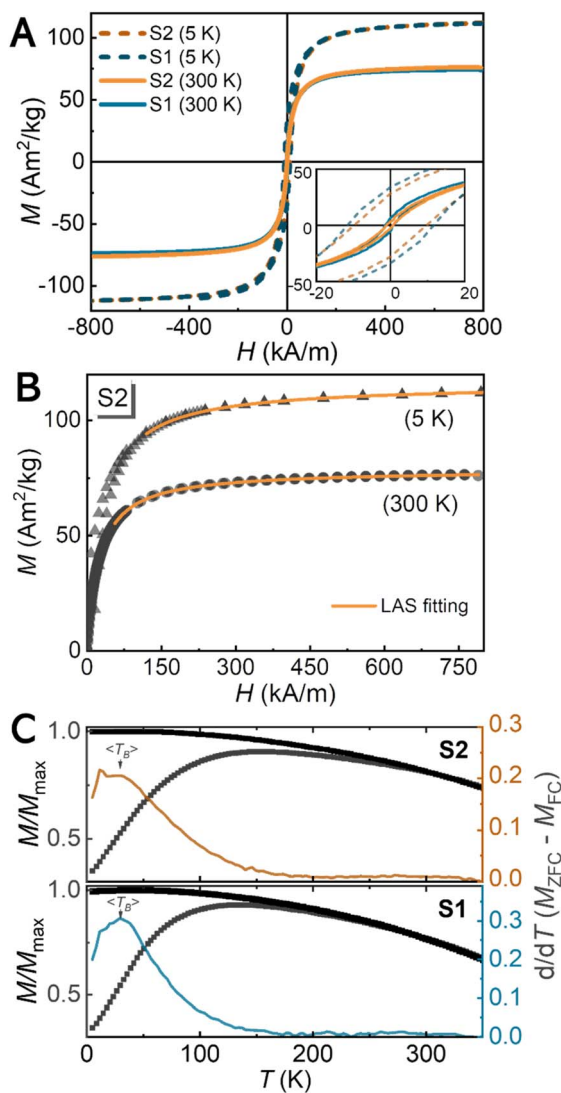 A
100
50
0
-50
-100
M (Am²/kg)
S2 (5 K)
S1 (5 K)
S2 (300 K)
S1 (300 K)
50
0
-50
-20 0 20
-800 -400 0 400 800
H (kA/m)
B
S2
100
50
0
M (Am²/kg)
(5 K)
(300 K)
LAS fitting
0 150 300 450 600 750
H (kA/m)
C
1.0
0.5
M/Mmax
<TB>
S2
0.3
0.2
0.1
0.0
1.0
0.5
M/Mmax
<TB>
S1
0.3
0.2
0.1
0.0
d/dT (MZFC - MFC)
0 100 200 300
T (K)